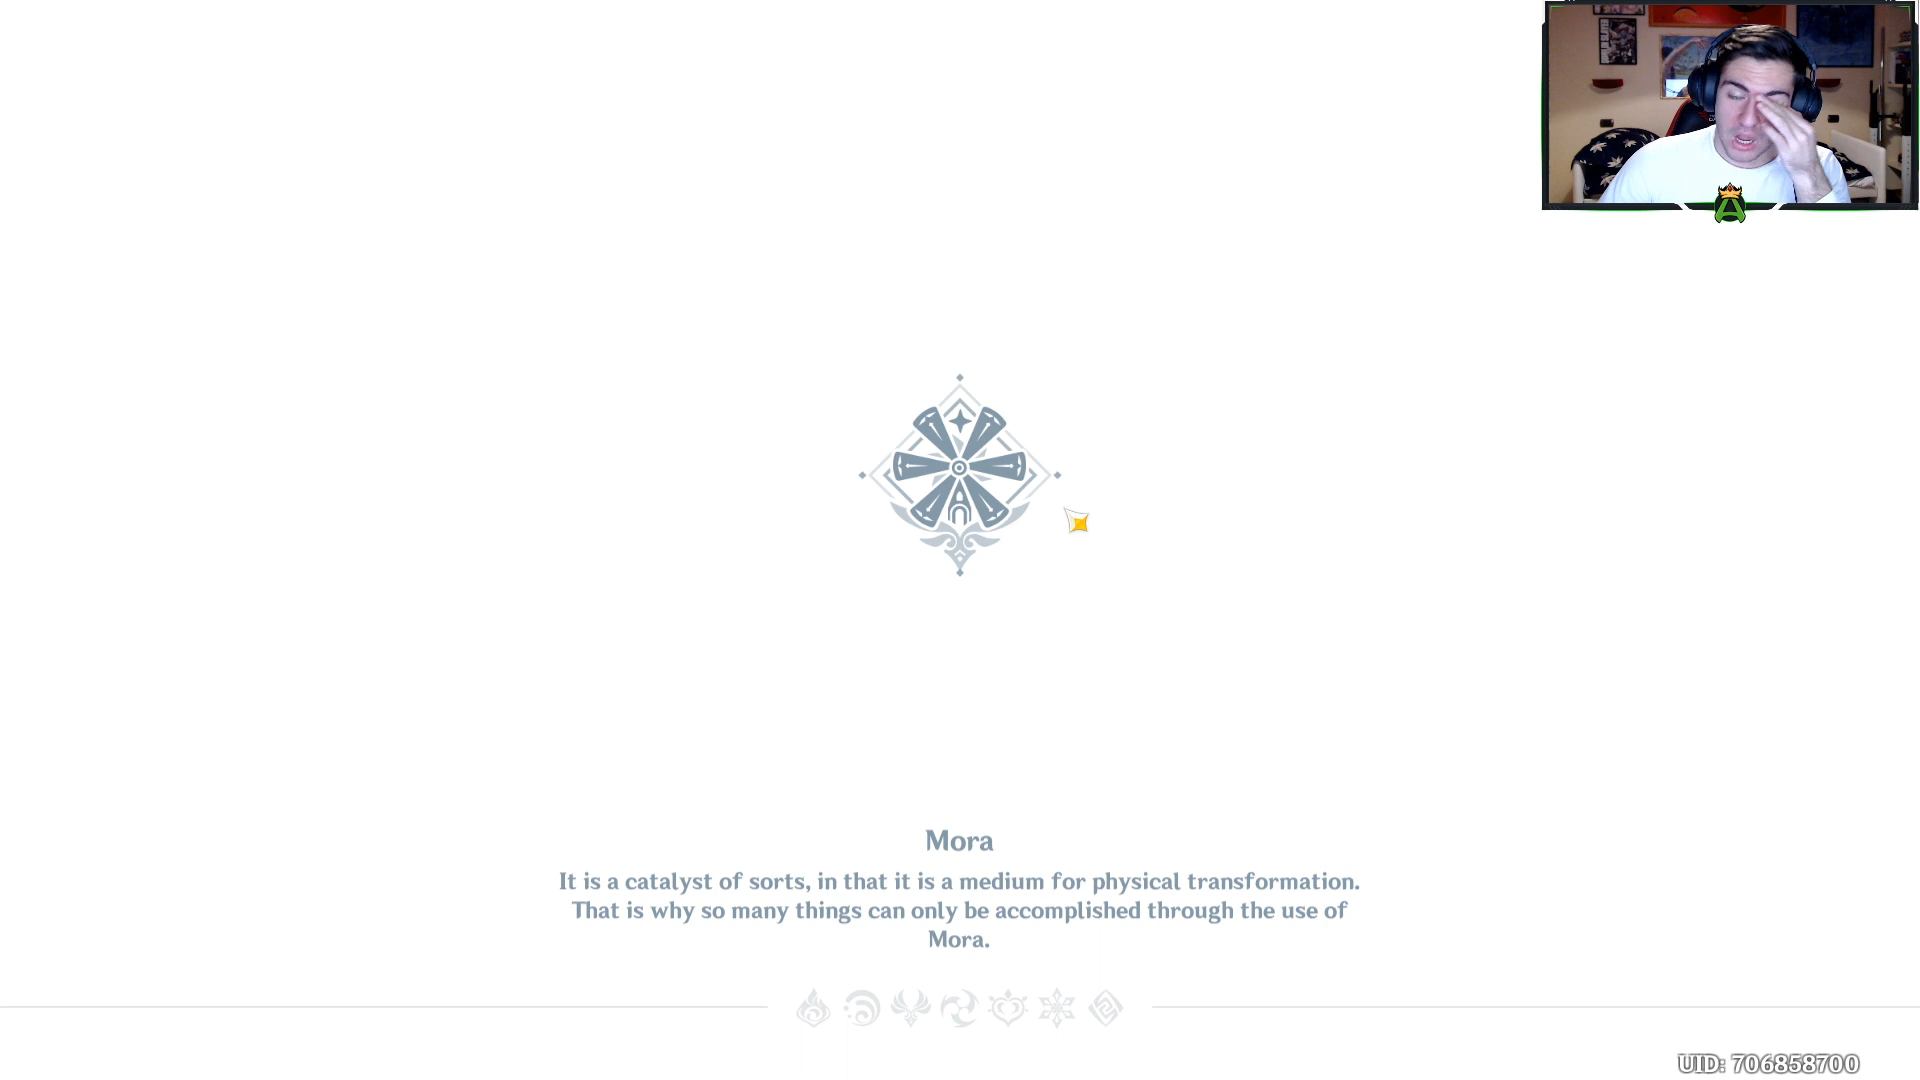 Mora
It is a catalyst of sorts, in that it is a medium for physical transformation.
That is why so many things can only be accomplished through the use of
Mora.
UID: 706858700